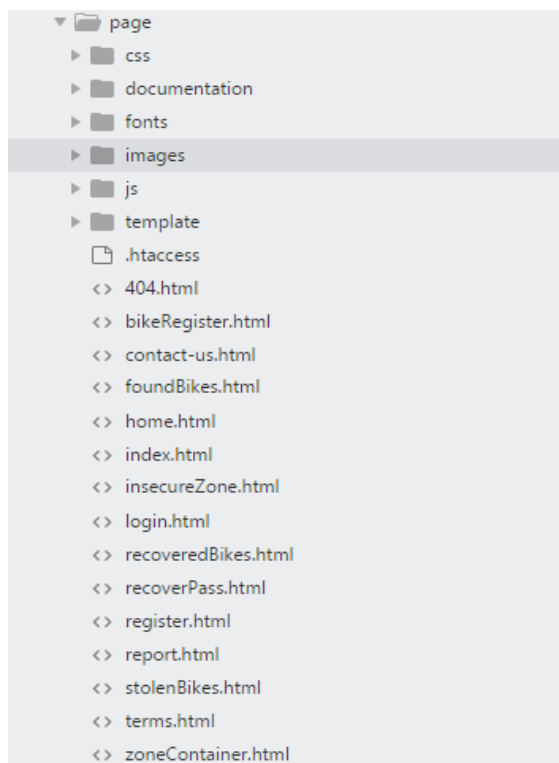 page
css
documentation
fonts
images
js
template
.htaccess
<> 404.html
<> bikeRegister.html
<> contact-us.html
<> foundBikes.html
<> home.html
<> index.html
<> insecureZone.html
<> login.html
<> recoveredBikes.html
<> recoverPass.html
<> register.html
<> report.html
<> stolenBikes.html
<> terms.html
<> zoneContainer.html